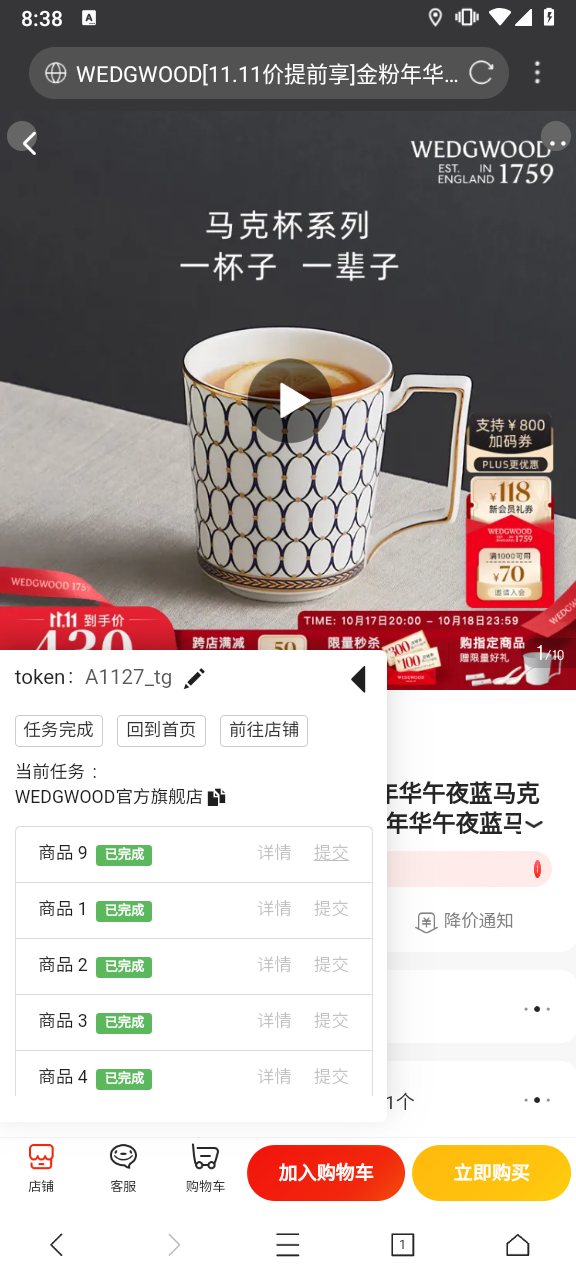 8:38
WEDGWOOD[11.11价提前享]金粉年华...
WEDGWOOD
EST. IN
ENGLAND 1759
马克杯系列
一杯子 一辈子
支持￥800
加码券
PLUS更优惠
¥118
新会员礼券
WEDGWOOD
ENGLAND 1759
满1000可用
¥70
邀请入会
WEDGWOOD 175
WEDGWOOD
TIME: 10月17日20:00 - 10月18日23:59
11.11 到手价
跨店满减
50
限量秒杀
300
100
购指定商品
赠限量好礼
1/10
token: A1127_tg
任务完成 回到首页 前往店铺
当前任务：
WEDGWOOD官方旗舰店
年华午夜蓝马克
年华午夜蓝马
商品 9 已完成 详情 提交
商品 1 已完成 详情 提交
降价通知
商品 2 已完成 详情 提交
商品 3 已完成 详情 提交
商品 4 已完成 详情 提交
1个
店铺 客服 购物车 加入购物车 立即购买
1